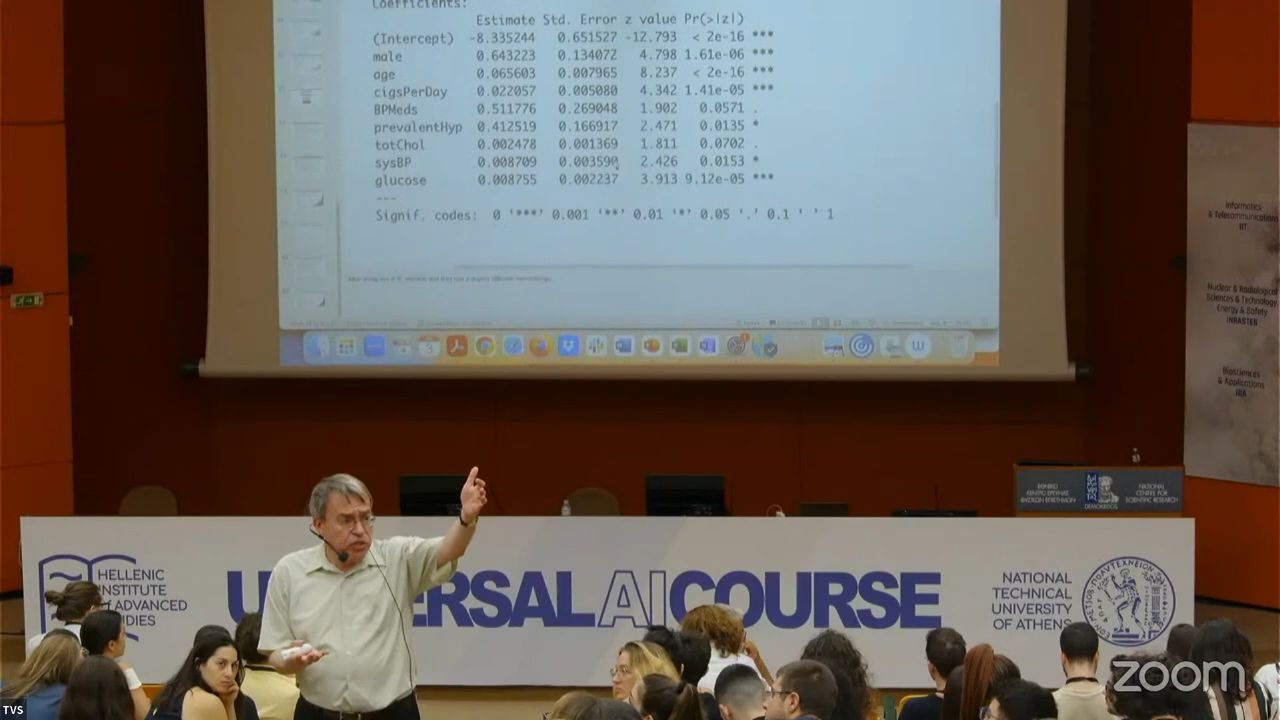 Coefficients:
Estimate Std. Error z value Pr(>|z|)
(Intercept) -8.335244 0.651527 -12.793 < 2e-16 ***
male 0.643223 0.134072 4.798 1.61e-06 ***
age 0.065603 0.007965 8.237 < 2e-16 ***
cigsPerDay 0.022057 0.005080 4.342 1.41e-05 ***
BPMeds 0.511776 0.269048 1.902 0.0571 .
prevalentHyp 0.412519 0.166917 2.471 0.0135 *
totChol 0.002478 0.001369 1.811 0.0702 .
sysBP 0.008709 0.003590 2.426 0.0153 *
glucose 0.008755 0.002237 3.913 9.12e-05 ***
---
Signif. codes: 0 '***' 0.001 '**' 0.01 '*' 0.05 '.' 0.1 ' ' 1
Informatics
& Telecommunications
IIT
Nuclear & Radiological
Sciences & Technology
Energy & Safety
INRASTES
Biosciences
& Applications
ΕΘΝΙΚΟ
ΚΕΝΤΡΟ ΕΡΕΥΝΑΣ
ΦΥΣΙΚΩΝ ΕΠΙΣΤΗΜΩΝ
NATIONAL
CENTRE FOR
SCIENTIFIC RESEARCH
DEMOKRITOS
HELLENIC
INSTITUTE
OF ADVANCED
STUDIES
U ERSAL AI COURSE
NATIONAL
TECHNICAL
UNIVERSITY
OF ATHENS
zoom
TVS